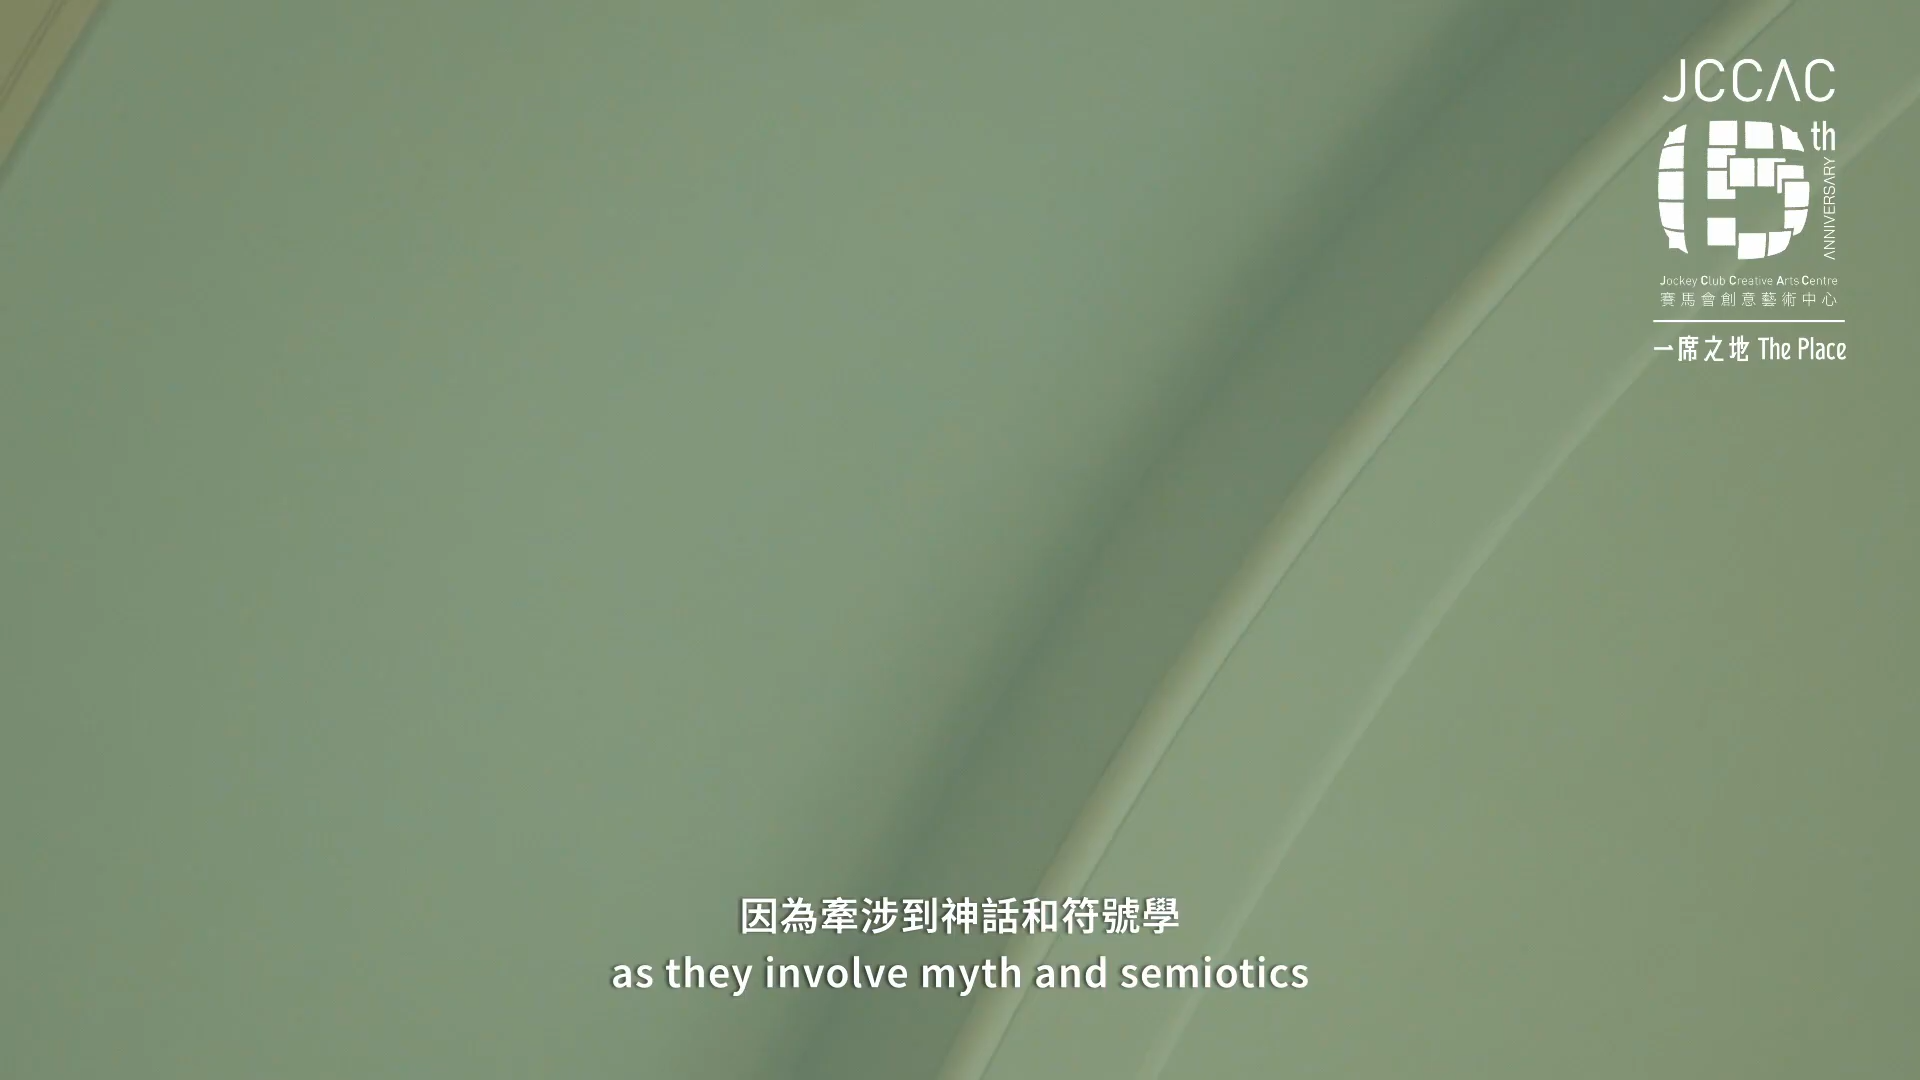 JCCAC
15th
ANNIVERSARY
Jockey Club Creative Arts Centre
賽馬會創意藝術中心
一席之地 The Place
因為牽涉到神話和符號學
as they involve myth and semiotics